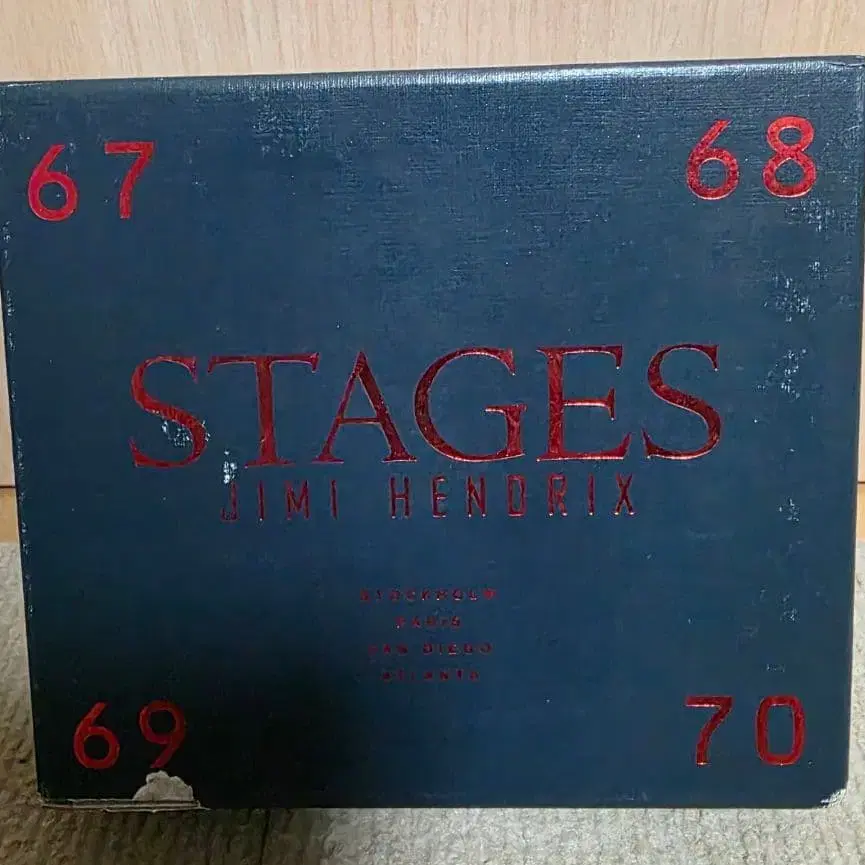 67 68
STAGES
JIMI HENDRIX
STOCKHOLM
PARIS
SAN DIEGO
ATLANTA
69 70